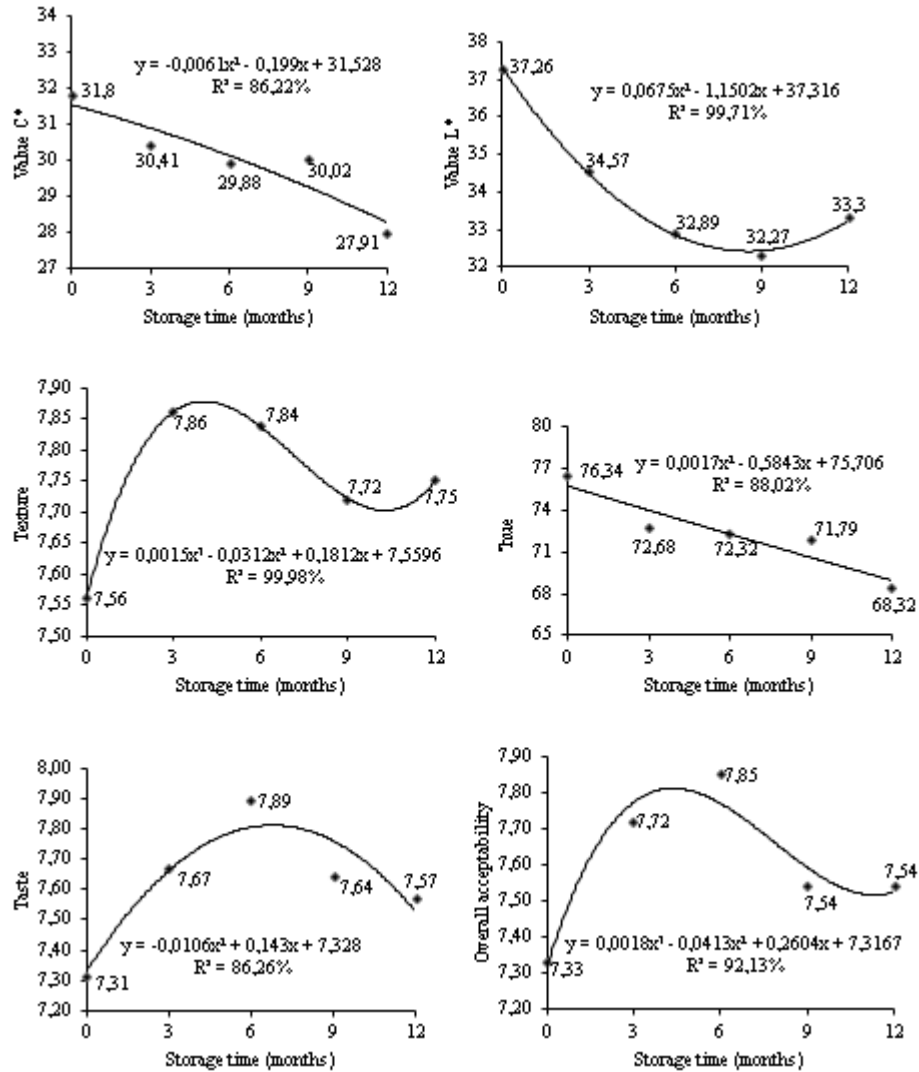 34
33
32
31
30
29
28
27
Value C*
y = -0,0061x² - 0,199x + 31,528
R² = 86,22%
31,8
30,41
29,88
30,02
27,91
0 3 6 9 12
Storage time (months)
38
37
36
35
34
33
32
Value L*
37,26
y = 0,0675x² - 1,1502x + 37,316
R² = 99,71%
34,57
32,89
32,27
33,3
0 3 6 9 12
Storage time (months)
7,90
7,85
7,80
7,75
7,70
7,65
7,60
7,55
7,50
Texture
7,86
7,84
7,72
7,75
y = 0,0015x³ - 0,0312x² + 0,1812x + 7,5596
R² = 99,98%
7,56
0 3 6 9 12
Storage time (months)
80
77
74
71
68
65
76,34
y = 0,0017x² - 0,5843x + 75,706
R² = 88,02%
72,68
72,32
71,79
68,32
0 3 6 9 12
Storage time (months)
8,00
7,90
7,80
7,70
7,60
7,50
7,40
7,30
7,20
Taste
7,89
7,67
7,64
7,57
y = -0,0106x² + 0,143x + 7,328
R² = 86,26%
7,31
0 3 6 9 12
Storage time (months)
7,90
7,80
7,70
7,60
7,50
7,40
7,30
7,20
Overall acceptability
7,85
7,72
7,54
7,54
y = 0,0018x³ - 0,0413x² + 0,2604x + 7,3167
R² = 92,13%
7,33
0 3 6 9 12
Storage time (months)